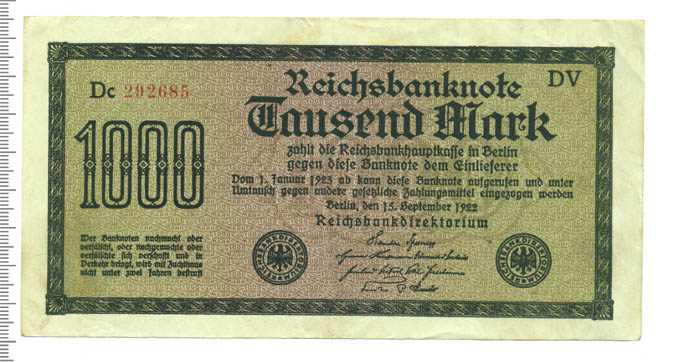 Reichsbanknote
DV
Dc 292685
Tausend Mark
1000
zahlt die Reichsbankhauptkasse in Berlin
gegen diese Banknote dem Einlieferer
Vom 1. Januar 1923 ab kann diese Banknote aufgerufen und unter
Umtausch gegen andere gesetzliche Zahlungsmittel eingezogen werden
Berlin, den 15. September 1922
Reichsbankdirektorium
Wer Banknoten nachmacht oder
verfälscht, oder nachgemachte oder
verfälschte sich verschafft und in
Verkehr bringt, wird mit Zuchthaus
nicht unter zwei Jahren bestraft